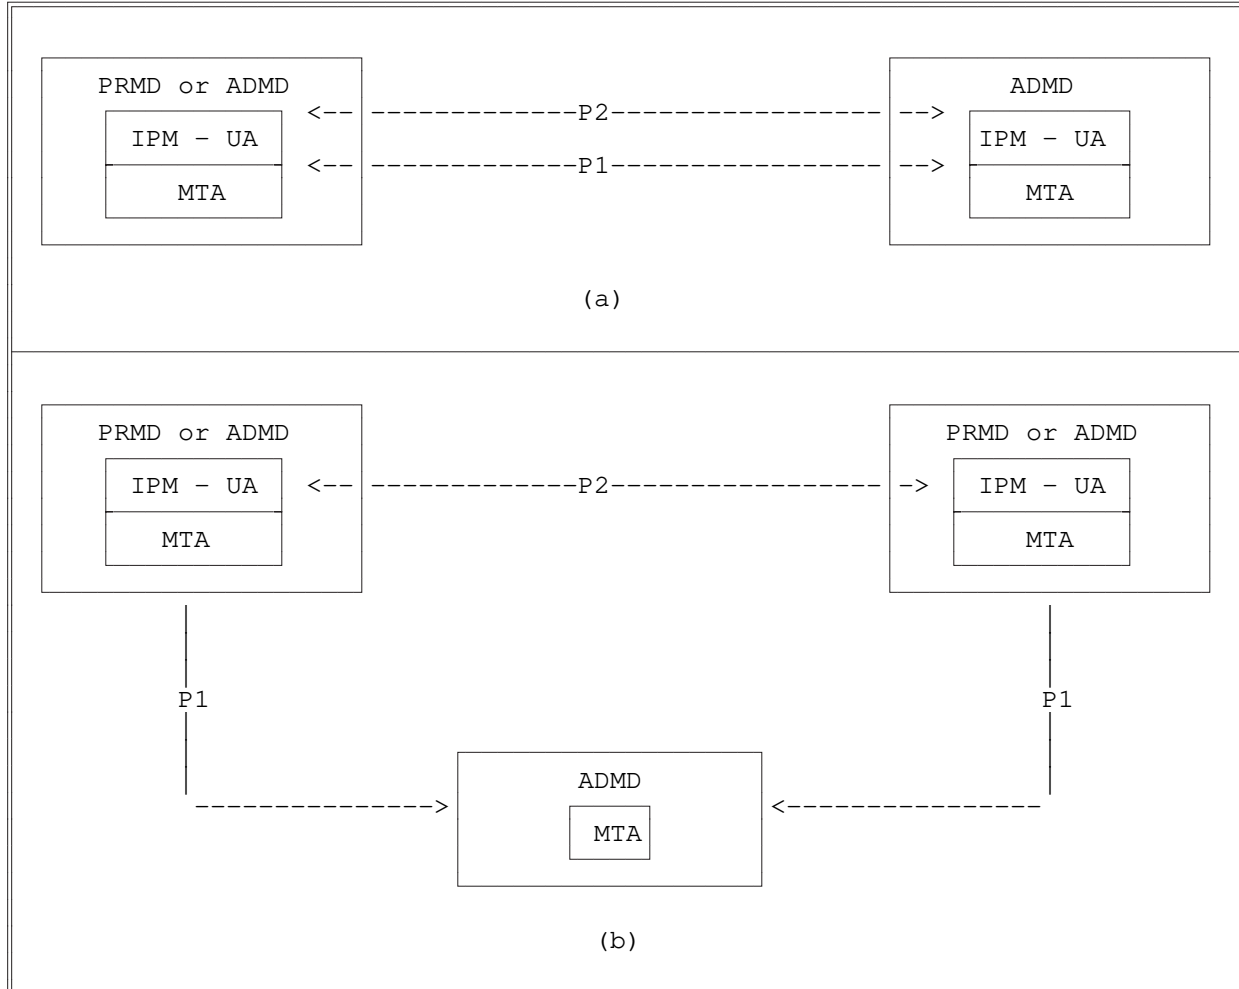 PRMD or ADMD ADMD
<-- -------------P2----------------- -->
IPM - UA IPM - UA
<-- -------------P1----------------- -->
MTA MTA
(a)
PRMD or ADMD PRMD or ADMD
IPM - UA <-- -------------P2----------------- -> IPM - UA
MTA MTA
P1 P1
ADMD
---------------> <----------------
MTA
(b)